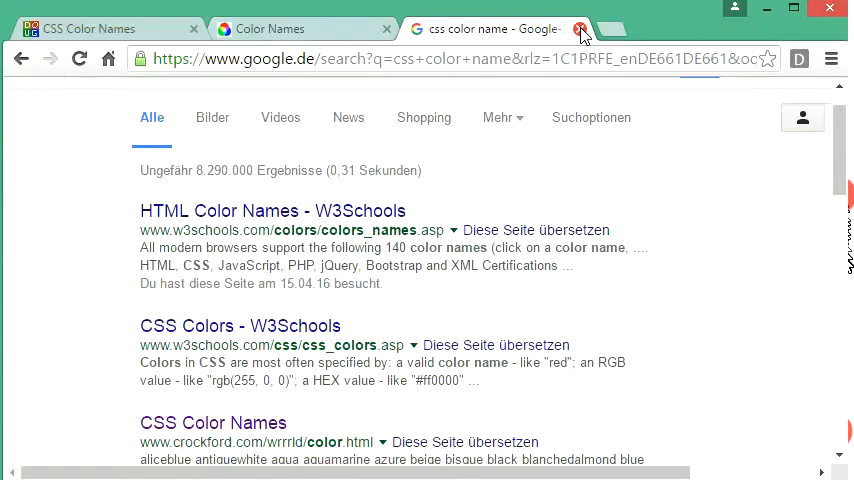 CSS Color Names
Color Names
css color name - Google-
https://www.google.de/search?q=css+color+name&rlz=1C1PRFE_enDE661DE661&oq
D
Alle Bilder Videos News Shopping Mehr Suchoptionen
Ungefähr 8.290.000 Ergebnisse (0,31 Sekunden)
HTML Color Names - W3Schools
www.w3schools.com/colors/colors_names.asp Diese Seite übersetzen
All modern browsers support the following 140 color names (click on a color name, ....
HTML, CSS, JavaScript, PHP, jQuery, Bootstrap and XML Certifications ...
Du hast diese Seite am 15.04.16 besucht.
CSS Colors - W3Schools
www.w3schools.com/css/css_colors.asp Diese Seite übersetzen
Colors in CSS are most often specified by: a valid color name - like "red"; an RGB
value - like "rgb(255, 0, 0)"; a HEX value - like "#ff0000" ...
CSS Color Names
www.crockford.com/wrrrld/color.html Diese Seite übersetzen
aliceblue antiquewhite aqua aquamarine azure beige bisque black blanchedalmond blue